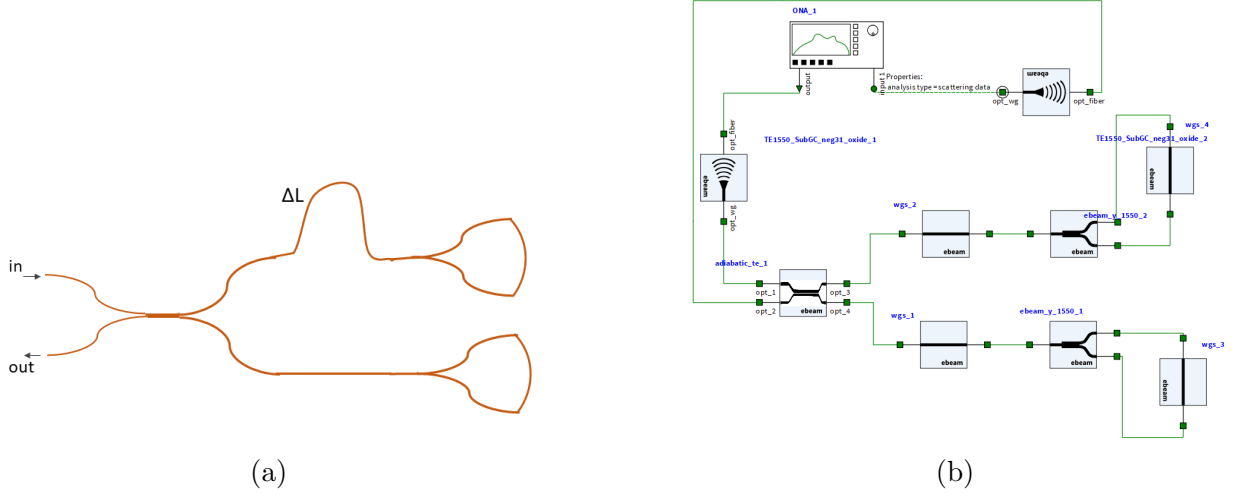 ΔL
in
out
(a)
ONA_1
output
input 1
Properties:
analysis type=scattering data
ebeam
opt_wg
opt_fiber
opt_fiber
TE1550_SubGC_neg31_oxide_1
ebeam
opt_wg
wgs_4
TE1550_SubGC_neg31_oxide_2
ebeam
wgs_2
ebeam
ebeam_y_1550_2
ebeam
adiabatic_te_1
opt_1
opt_2
opt_3
opt_4
ebeam
wgs_1
ebeam
ebeam_y_1550_1
ebeam
wgs_3
ebeam
(b)